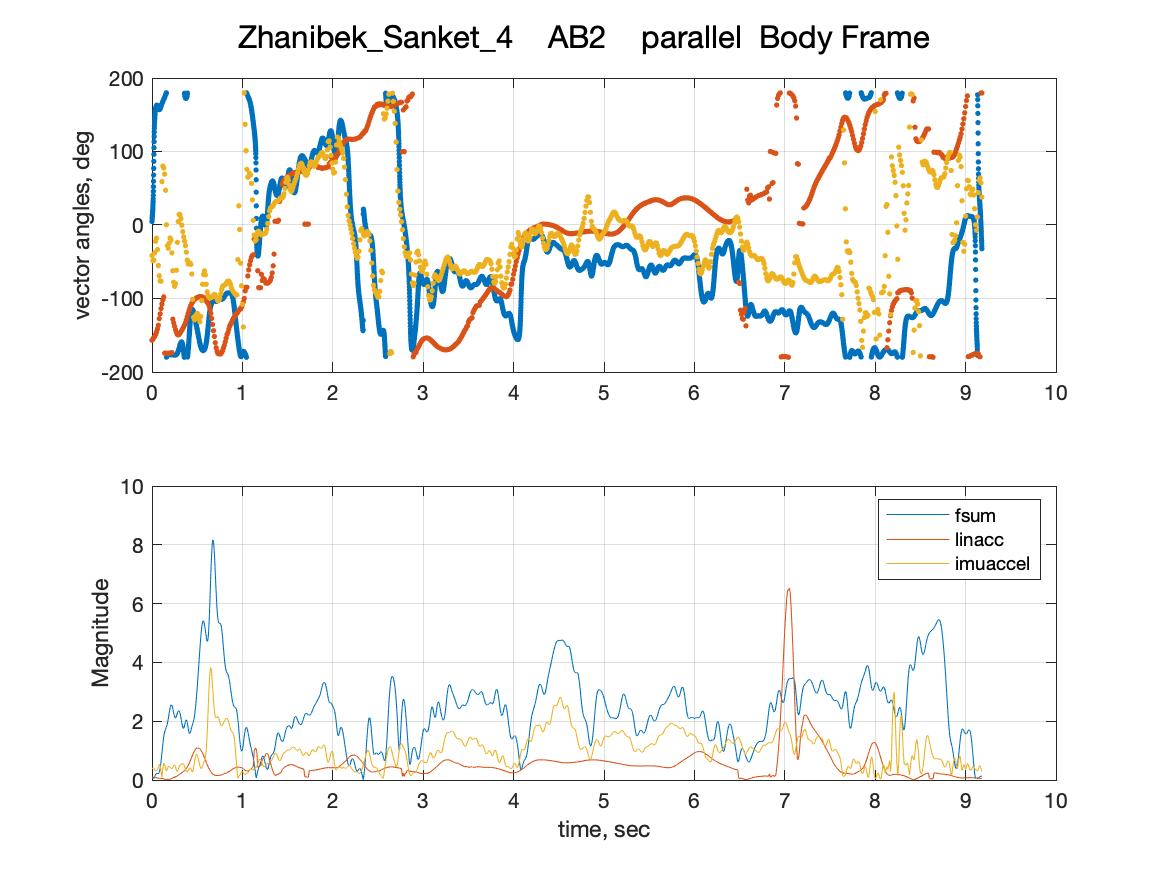 Zhanibek_Sanket_4 AB2 parallel Body Frame
200
100
0
-100
-200
vector angles, deg
0 1 2 3 4 5 6 7 8 9 10
10
8
6
4
2
0
Magnitude
fsum
linacc
imuaccel
0 1 2 3 4 5 6 7 8 9 10
time, sec